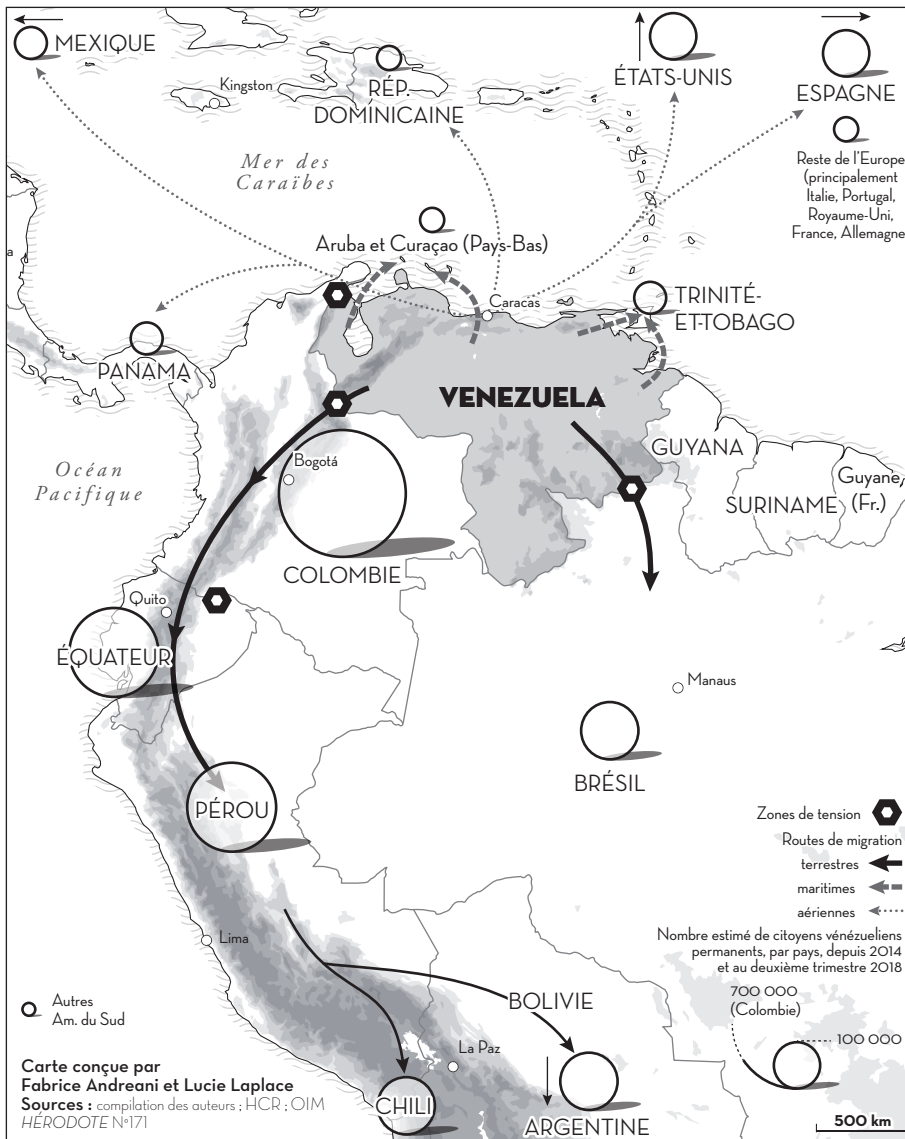 MEXIQUE
ÉTATS-UNIS
ESPAGNE
Kingston
RÉP.
DOMINICAINE
Reste de l'Europe
(principalement
Italie, Portugal,
Royaume-Uni,
France, Allemagne
Mer des
Caraïbes
Aruba et Curaçao (Pays-Bas)
a
Caracas
TRINITÉ-
ET-TOBAGO
PANAMA
VENEZUELA
GUYANA
Océan
Pacifique
Bogotá
SURINAME
Guyane
(Fr.)
COLOMBIE
Quito
ÉQUATEUR
Manaus
BRÉSIL
PÉROU
Zones de tension
Routes de migration
terrestres
maritimes
aériennes
Lima
Nombre estimé de citoyens vénézueliens
permanents, par pays, depuis 2014
et au deuxième trimestre 2018
700 000
(Colombie)
100 000
BOLIVIE
Autres
Am. du Sud
La Paz
Carte conçue par
Fabrice Andreani et Lucie Laplace
Sources : compilation des auteurs ; HCR ; OIM
HÉRODOTE N°171
CHILI
ARGENTINE
500 km